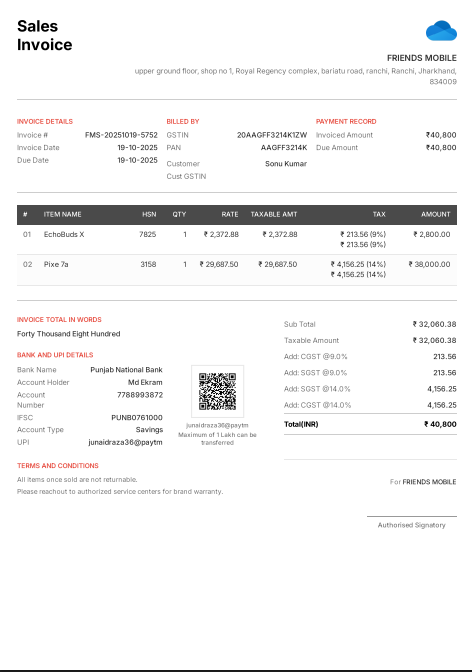 Sales
Invoice
FRIENDS MOBILE
upper ground floor, shop no 1, Royal Regency complex, bariatu road, ranchi, Ranchi, Jharkhand,
834009
INVOICE DETAILS
Invoice # FMS-20251019-5752
Invoice Date 19-10-2025
Due Date 19-10-2025
BILLED BY
GSTIN 20AAGFF3214K1ZW
PAN AAGFF3214K
Customer Sonu Kumar
Cust GSTIN
PAYMENT RECORD
Invoiced Amount ₹40,800
Due Amount ₹40,800
# ITEM NAME HSN QTY RATE TAXABLE AMT TAX AMOUNT
01 EchoBuds X 7825 1 ₹ 2,372.88 ₹ 2,372.88 ₹ 213.56 (9%) ₹ 2,800.00
₹ 213.56 (9%)
02 Pixe 7a 3158 1 ₹ 29,687.50 ₹ 29,687.50 ₹ 4,156.25 (14%) ₹ 38,000.00
₹ 4,156.25 (14%)
INVOICE TOTAL IN WORDS
Forty Thousand Eight Hundred
BANK AND UPI DETAILS
Bank Name Punjab National Bank
Account Holder Md Ekram
Account Number 7788993872
IFSC PUNB0761000
Account Type Savings
UPI junaidraza36@paytm
junaidraza36@paytm
Maximum of 1 Lakh can be
transferred
Sub Total ₹ 32,060.38
Taxable Amount ₹ 32,060.38
Add: CGST @9.0% 213.56
Add: SGST @9.0% 213.56
Add: SGST @14.0% 4,156.25
Add: CGST @14.0% 4,156.25
Total(INR) ₹ 40,800
TERMS AND CONDITIONS
All items once sold are not returnable.
Please reachout to authorized service centers for brand warranty.
For FRIENDS MOBILE
Authorised Signatory